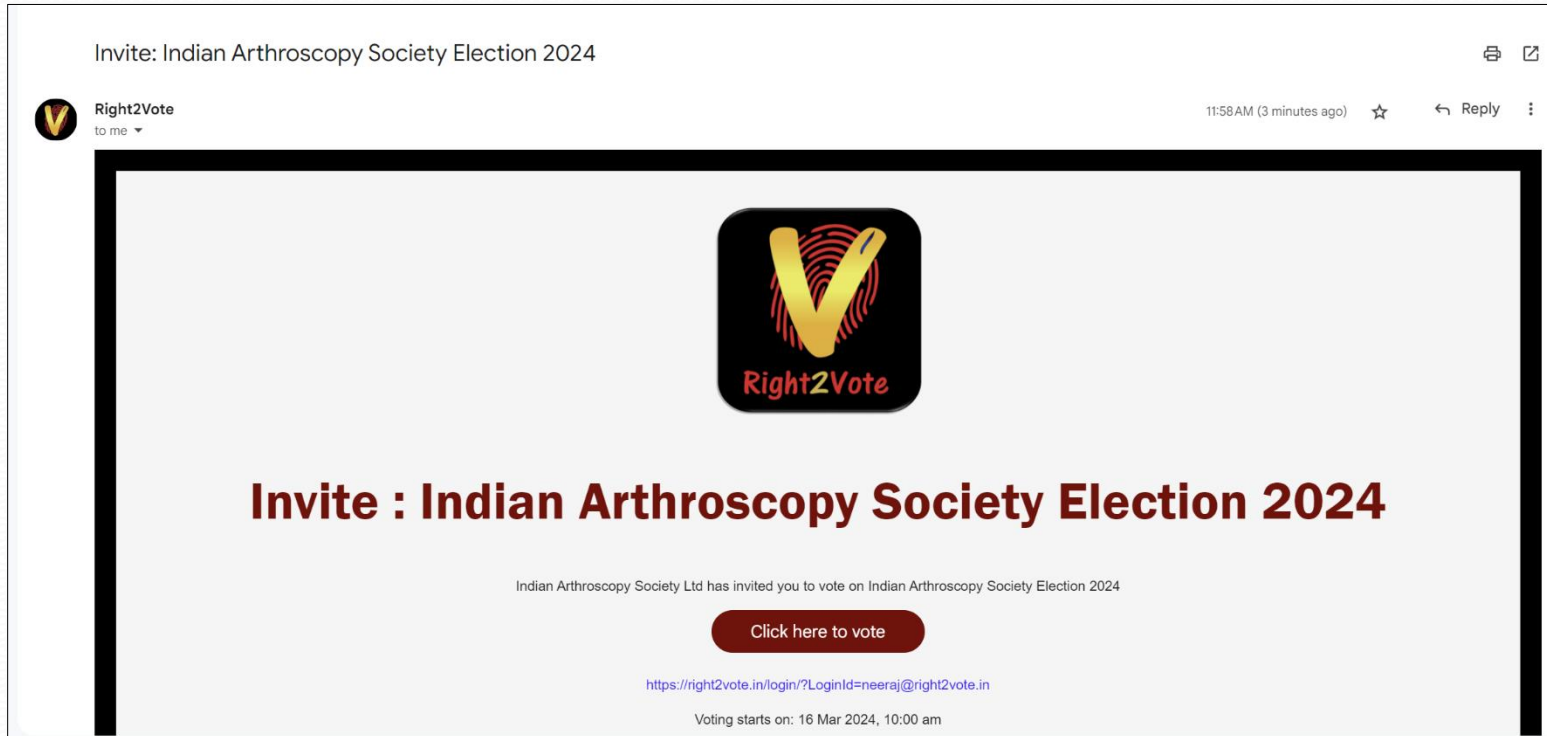 Invite: Indian Arthroscopy Society Election 2024
Right2Vote
11:58 AM (3 minutes ago)
Reply
to me
Right2Vote
Invite : Indian Arthroscopy Society Election 2024
Indian Arthroscopy Society Ltd has invited you to vote on Indian Arthroscopy Society Election 2024
Click here to vote
https://right2vote.in/login/?LoginId=neeraj@right2vote.in
Voting starts on: 16 Mar 2024, 10:00 am